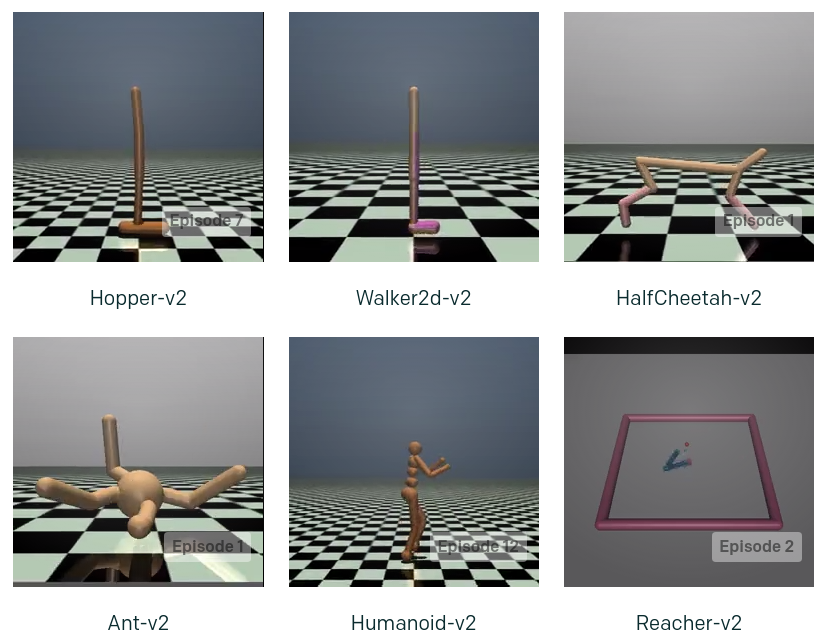 Episode 7
Hopper-v2
Walker2d-v2
Episode 1
HalfCheetah-v2
Episode 1
Ant-v2
Episode 12
Humanoid-v2
Episode 2
Reacher-v2